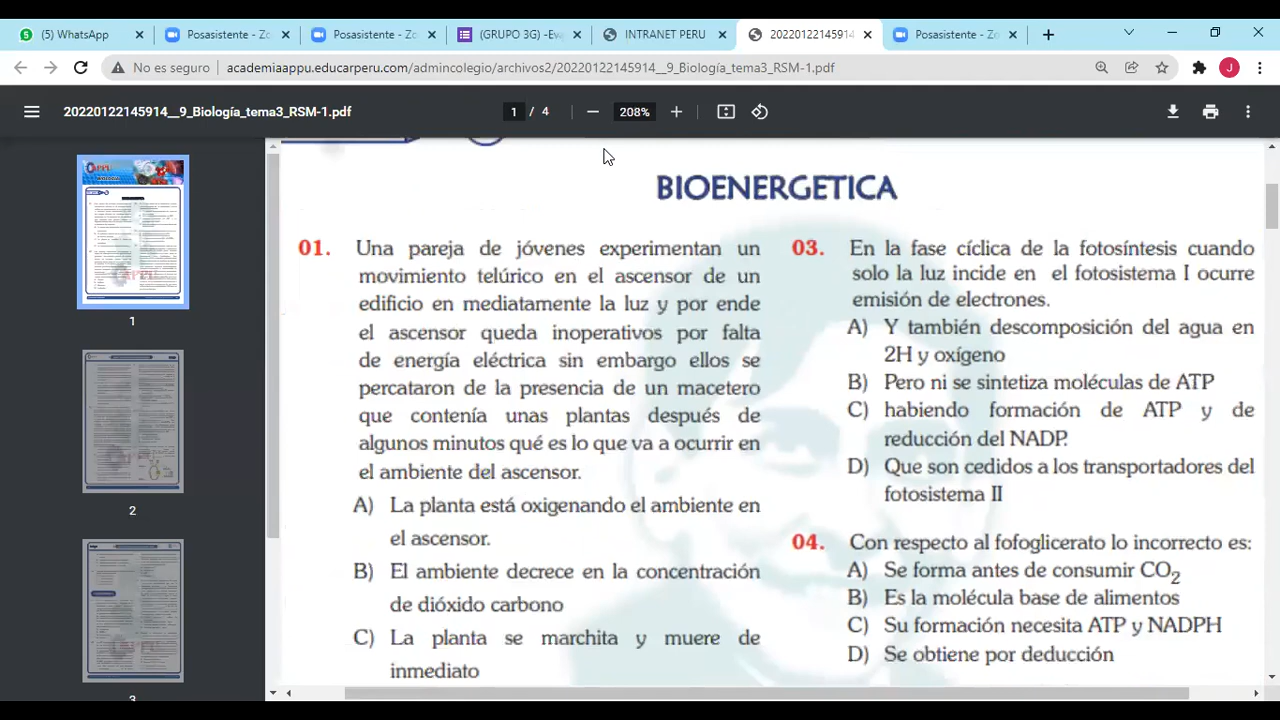 (5) WhatsApp
Posasistente - Zo
Posasistente - Zo
(GRUPO 3G) -Eva
INTRANET PERU
20220122145914
Posasistente - Zo
No es seguro
academiaappu.educarperu.com/admincolegio/archivos2/20220122145914__9_Biología_tema3_RSM-1.pdf
J
20220122145914__9_Biología_tema3_RSM-1.pdf
1 / 4
208%
1
2
3
BIOENERGETICA
01. Una pareja de jóvenes experimentan un
movimiento telúrico en el ascensor de un
edificio en mediatamente la luz y por ende
el ascensor queda inoperativos por falta
de energía eléctrica sin embargo ellos se
percataron de la presencia de un macetero
que contenía unas plantas después de
algunos minutos qué es lo que va a ocurrir en
el ambiente del ascensor.
A) La planta está oxigenando el ambiente en
el ascensor.
B) El ambiente decrece en la concentración
de dióxido carbono
C) La planta se marchita y muere de
inmediato
03. En la fase cíclica de la fotosíntesis cuando
solo la luz incide en el fotosistema I ocurre
emisión de electrones.
A) Y también descomposición del agua en
2H y oxígeno
B) Pero ni se sintetiza moléculas de ATP
C) habiendo formación de ATP y de
reducción del NADP.
D) Que son cedidos a los transportadores del
fotosistema II
04. Con respecto al fofoglicerato lo incorrecto es:
A) Se forma antes de consumir CO2
B) Es la molécula base de alimentos
C) Su formación necesita ATP y NADPH
D) Se obtiene por deducción